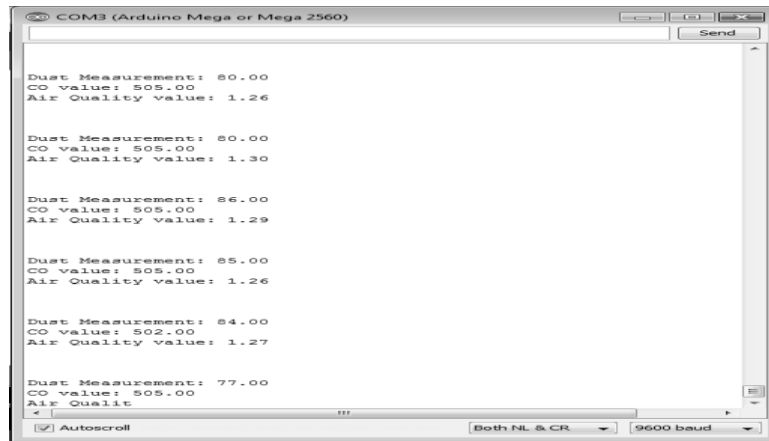 COM3 (Arduino Mega or Mega 2560)
Send
Dust Measurement: 80.00
CO value: 505.00
Air Quality value: 1.26
Dust Measurement: 80.00
CO value: 505.00
Air Quality value: 1.30
Dust Measurement: 86.00
CO value: 505.00
Air Quality value: 1.29
Dust Measurement: 85.00
CO value: 505.00
Air Quality value: 1.26
Dust Measurement: 84.00
CO value: 502.00
Air Quality value: 1.27
Dust Measurement: 77.00
CO value: 505.00
Air Qualit
Autoscroll
Both NL & CR
9600 baud